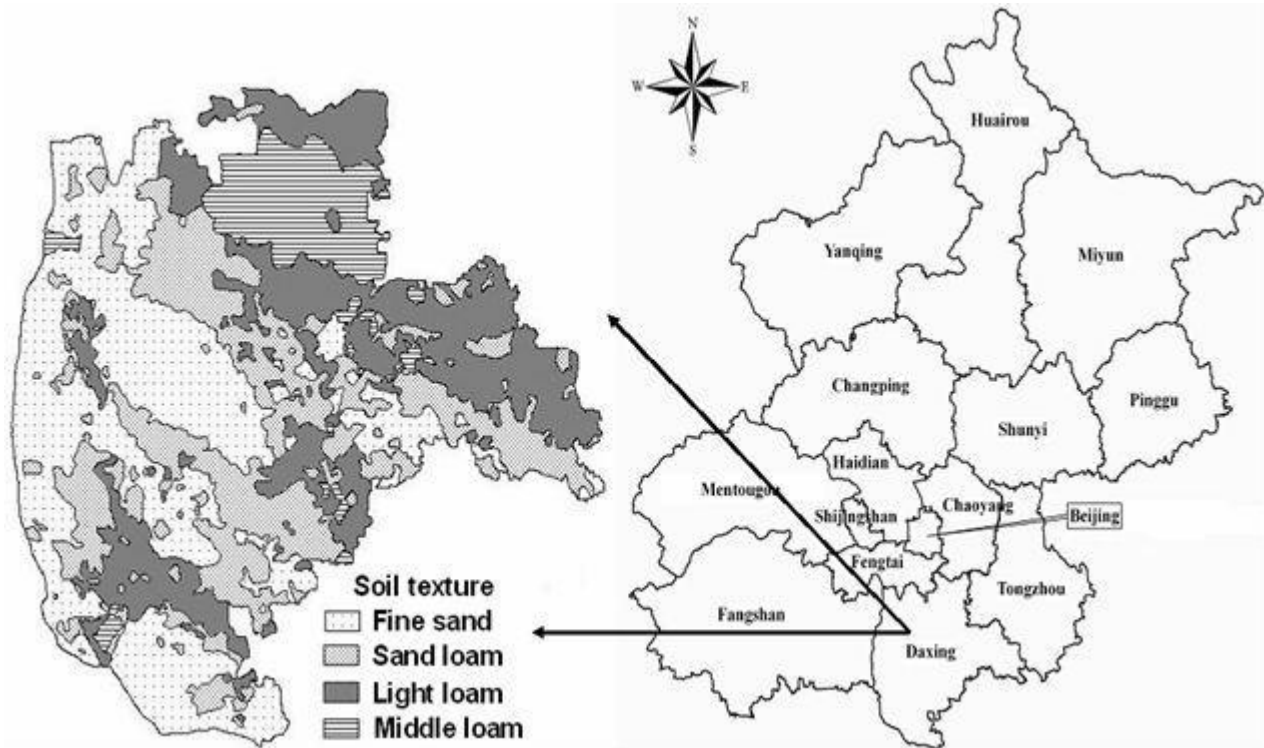 Soil texture
Fine sand
Sand loam
Light loam
Middle loam
N
W
E
S
Huairou
Yanqing
Miyun
Changping
Pinggu
Shunyi
Haidian
Mentougou
Shijingshan
Chaoyang
Beijing
Fengtai
Tongzhou
Fangshan
Daxing